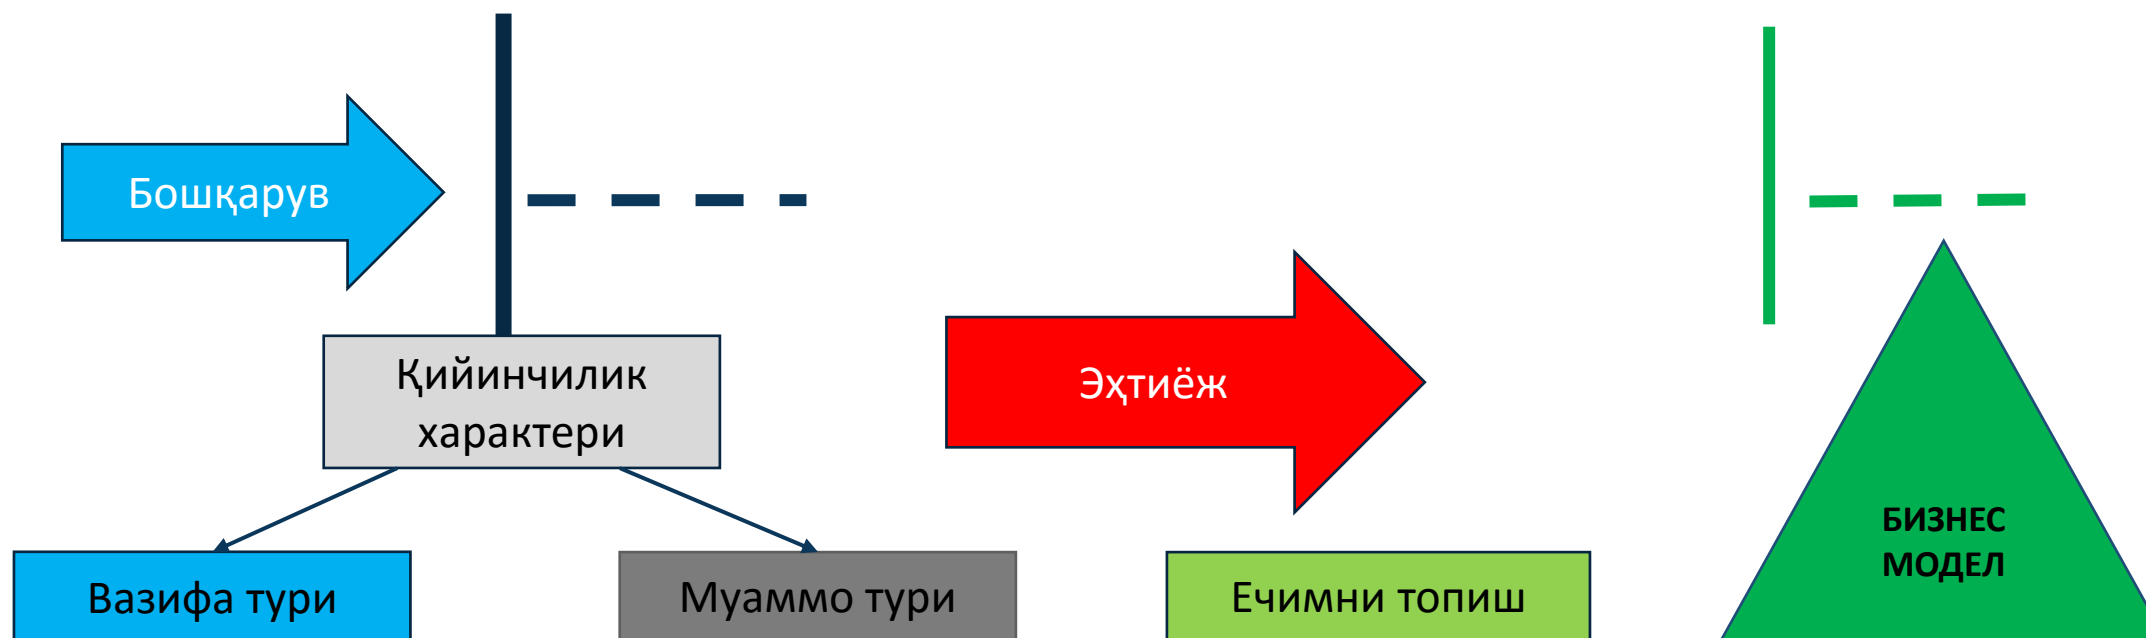 Бошқарув
Қийинчилик
характери
Эҳтиёж
Вазифа тури
Муаммо тури
Ечимни топиш
БИЗНЕС
МОДЕЛ